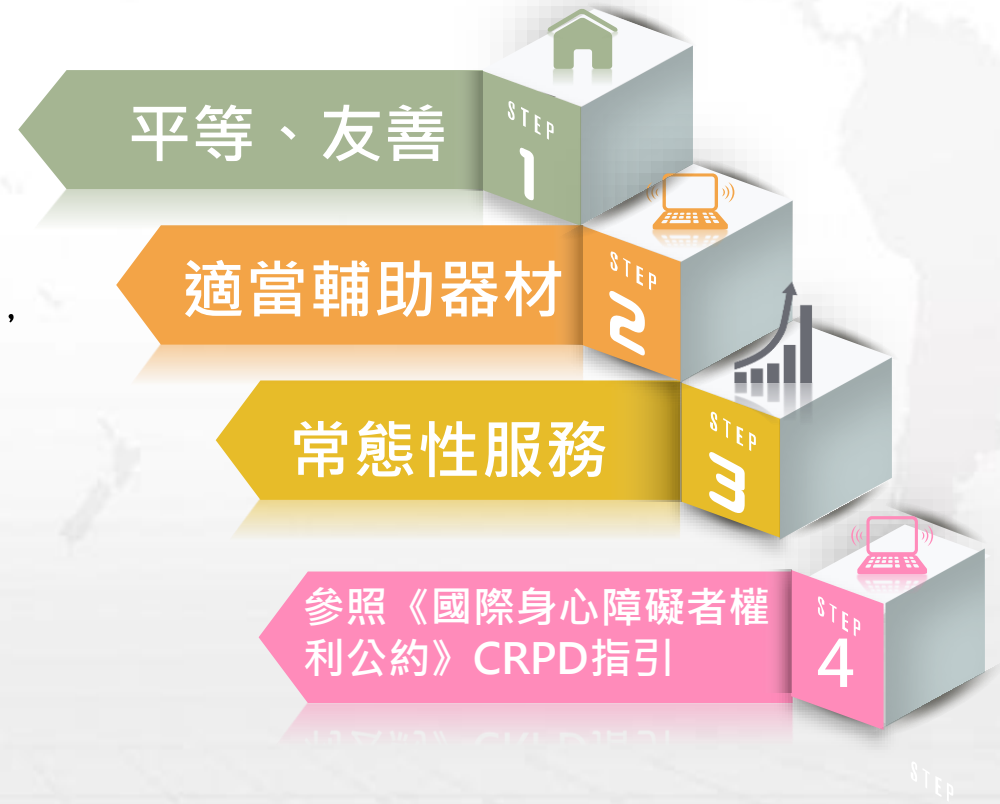 平等、友善
STEP
1
適當輔助器材
STEP
2
,
常態性服務
STEP
3
參照《國際身心障礙者權
利公約》CRPD指引
STEP
4
STEP